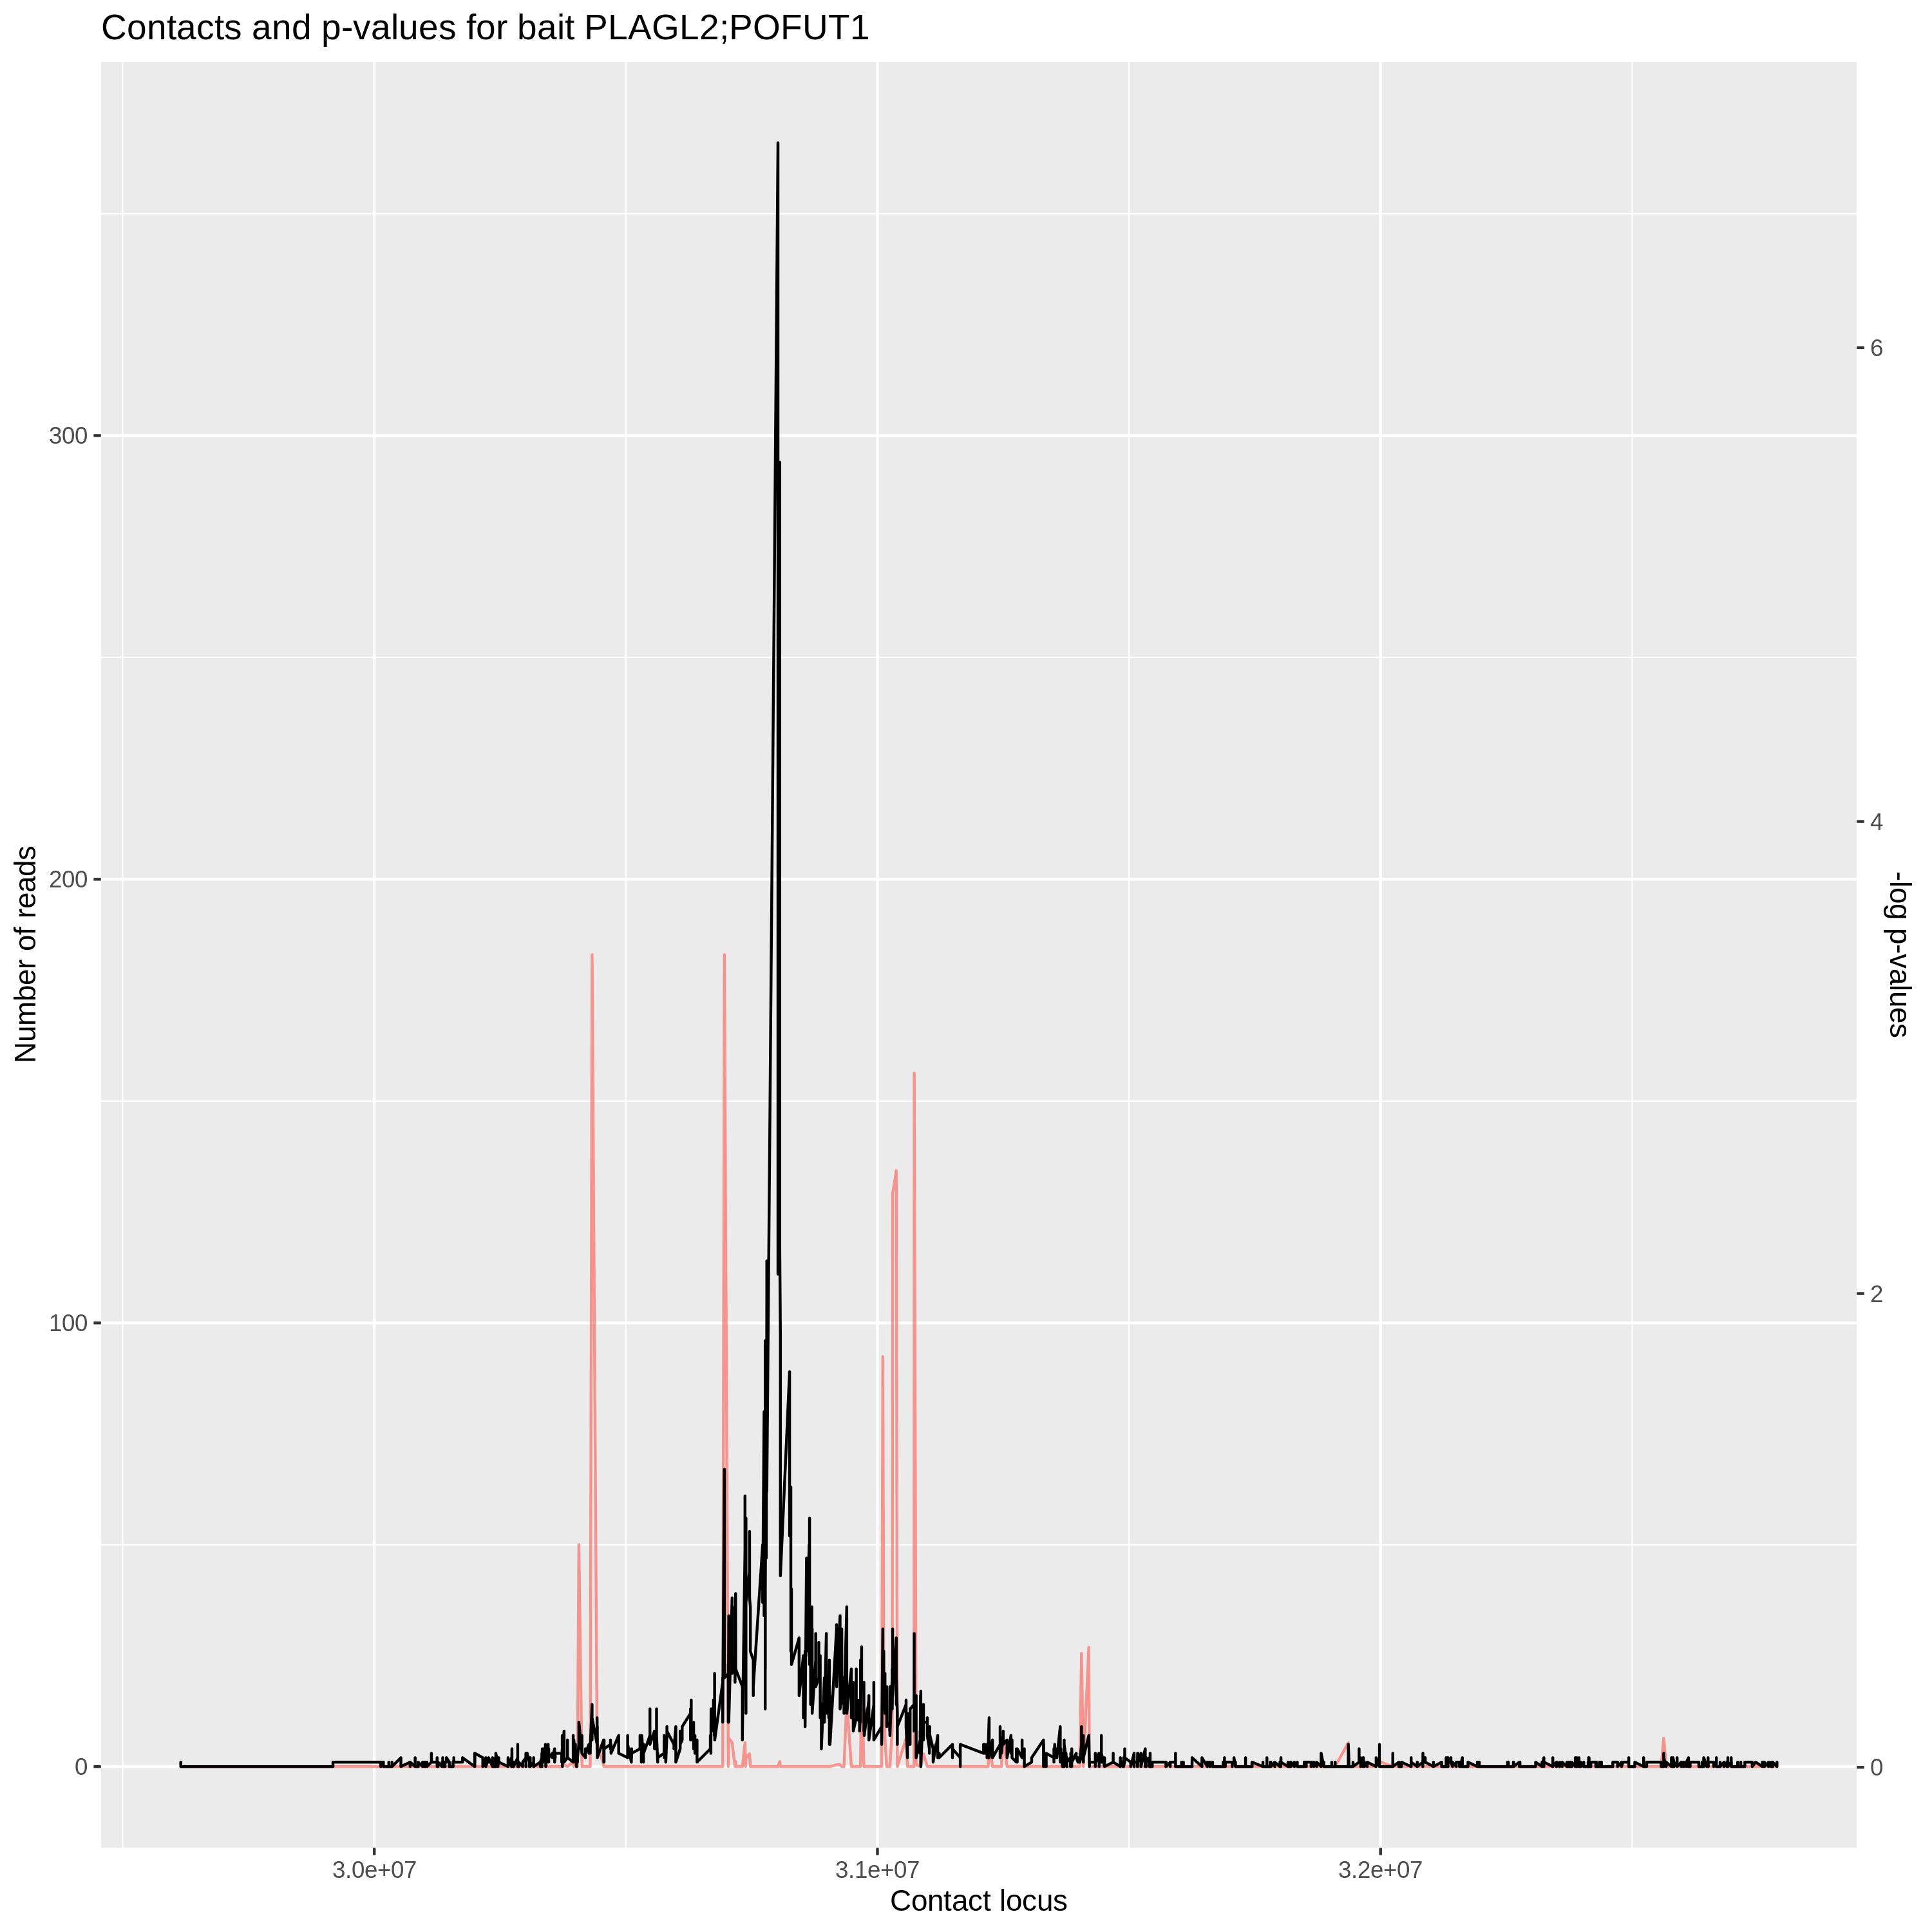 Contacts and p-values for bait PLAGL2;POFUT1
Number of reads
300
200
100
0
6
4
2
0
-log p-values
3.0e+07
3.1e+07
3.2e+07
Contact locus